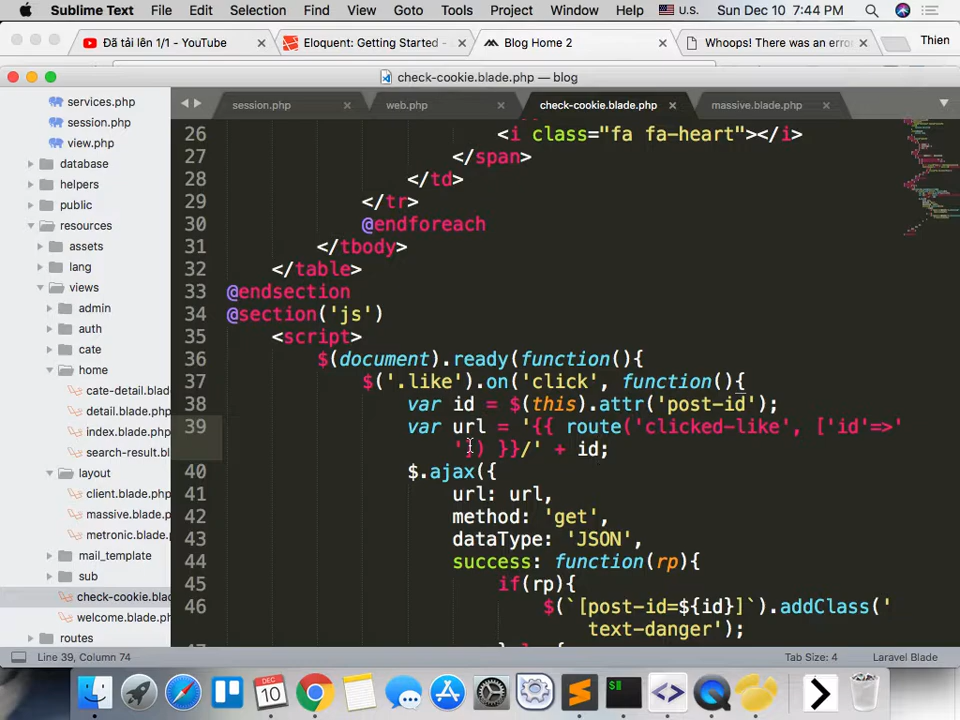 Sublime Text File Edit Selection Find View Goto Tools Project Window Help U.S. Sun Dec 10 7:44 PM
Đã tải lên 1/1 - YouTube Eloquent: Getting Started - Blog Home 2 Whoops! There was an erro Thien
check-cookie.blade.php — blog
session.php web.php check-cookie.blade.php massive.blade.php
services.php
session.php
view.php
database
helpers
public
resources
assets
lang
views
admin
auth
cate
home
cate-detail.blade
detail.blade.php
index.blade.php
search-result.bl
layout
client.blade.php
massive.blade.p
metronic.blade.p
mail_template
sub
check-cookie.blad
welcome.blade.ph
routes
26 <i class="fa fa-heart"></i>
27 </span>
28 </td>
29 </tr>
30 @endforeach
31 </tbody>
32 </table>
33 @endsection
34 @section('js')
35 <script>
36 $(document).ready(function(){
37 $('.like').on('click', function(){
38 var id = $(this).attr('post-id');
39 var url = '{{ route('clicked-like', ['id'=>'
']) }}/' + id;
40 $.ajax({
41 url: url,
42 method: 'get',
43 dataType: 'JSON',
44 success: function(rp){
45 if(rp){
46 $(`[post-id=${id}]`).addClass('
text-danger');
Line 39, Column 74 Tab Size: 4 Laravel Blade
DEC
10